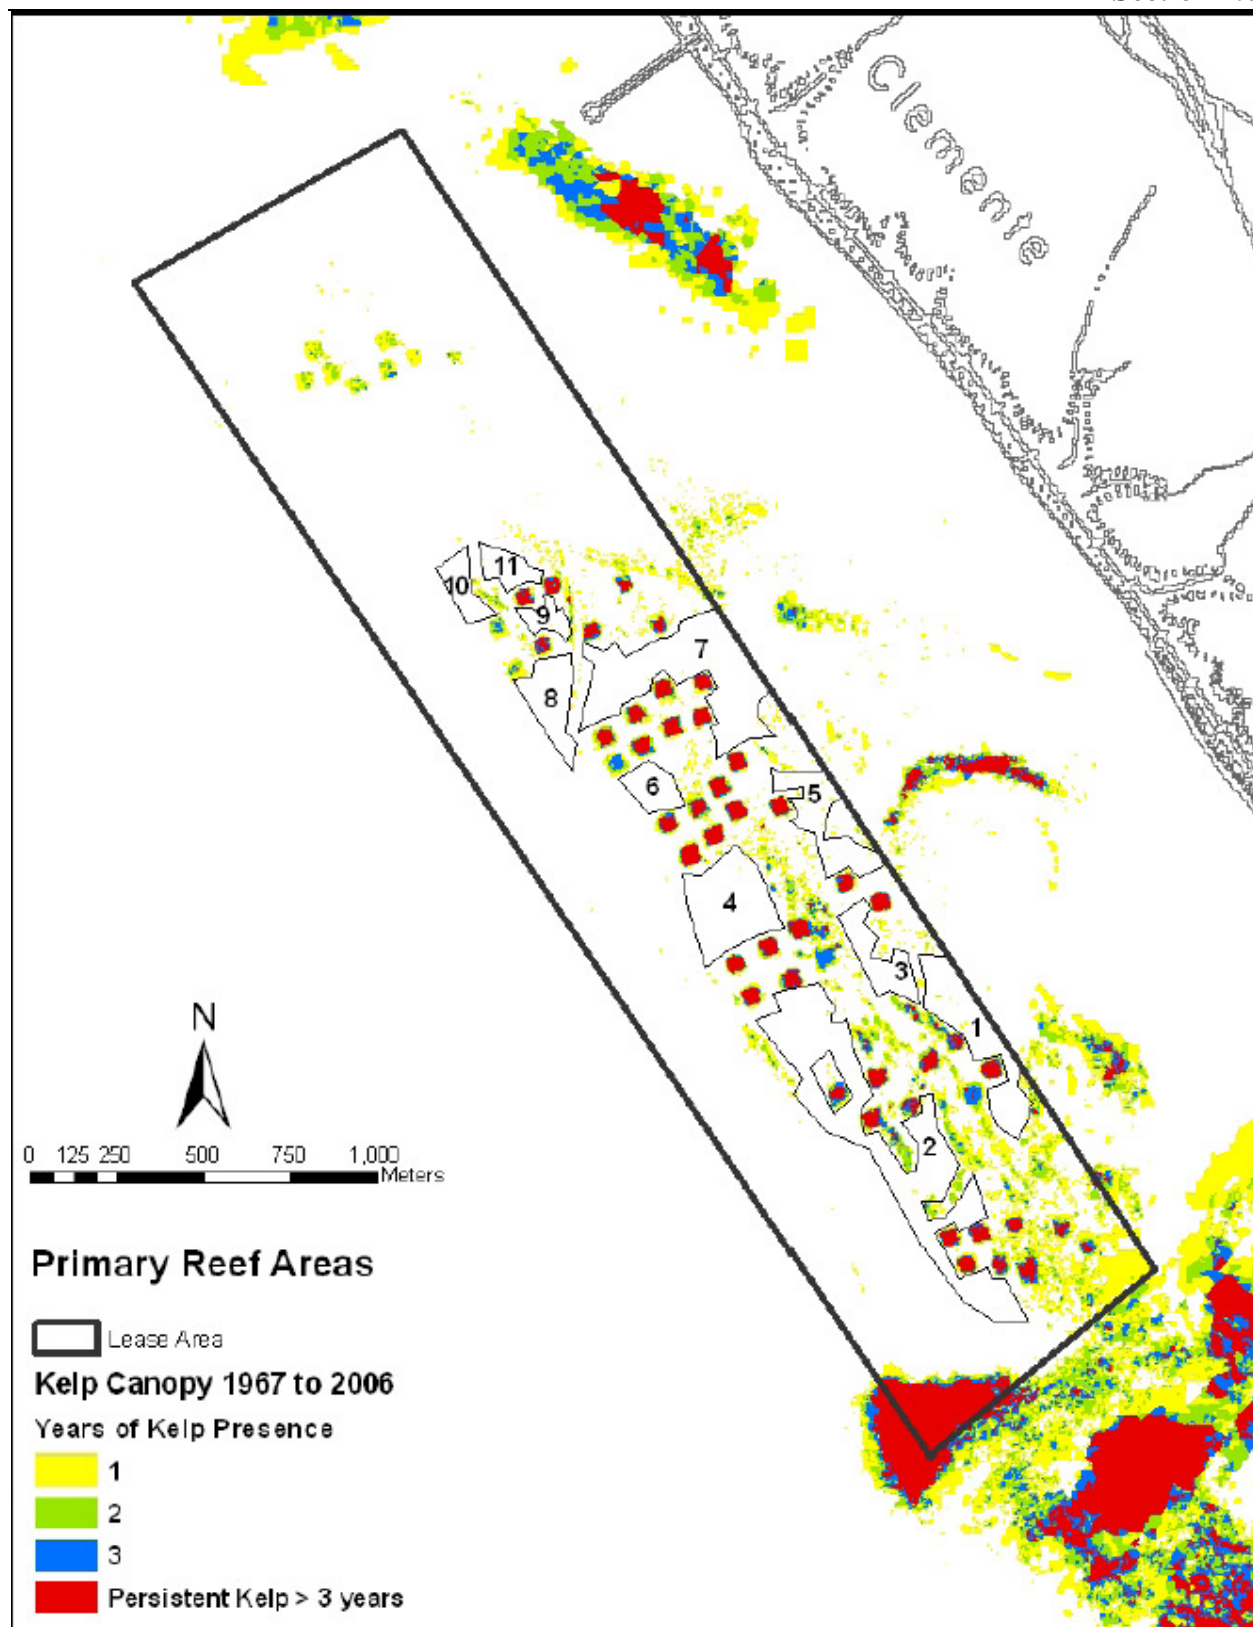 Clemente
10
11
9
7
8
6
5
4
3
1
2
N
0 125 250 500 750 1,000
Meters
Primary Reef Areas
Lease Area
Kelp Canopy 1967 to 2006
Years of Kelp Presence
1
2
3
Persistent Kelp > 3 years